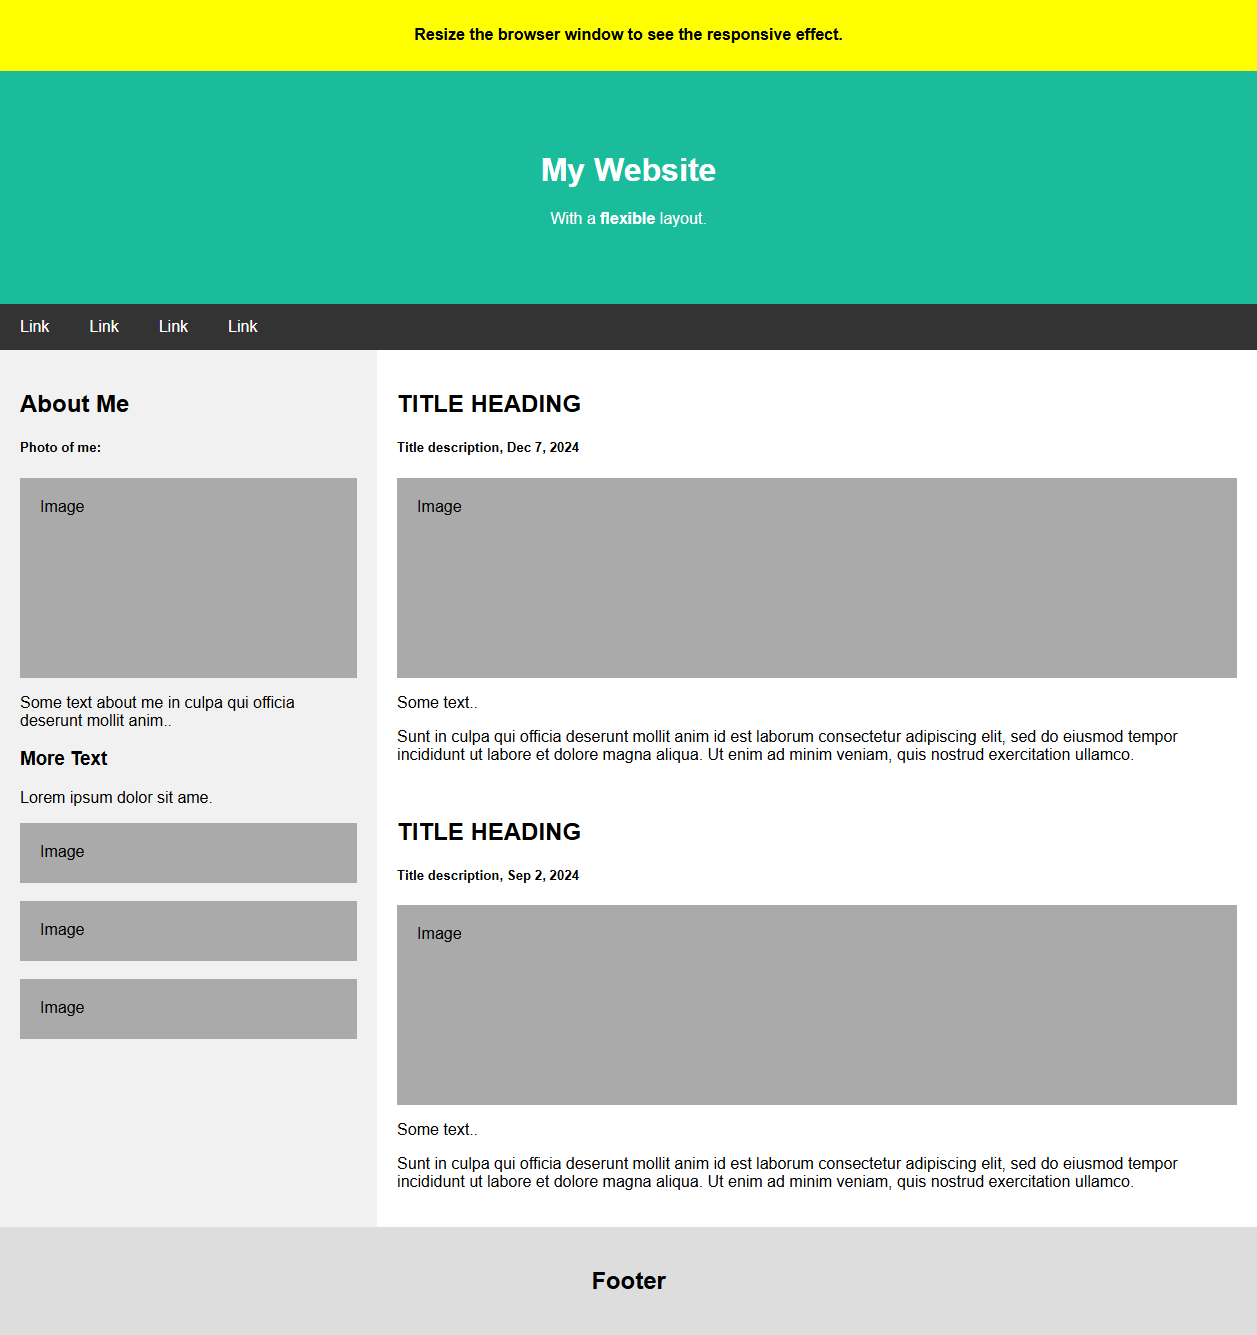 Resize the browser window to see the responsive effect.
My Website
With a flexible layout.
Link Link Link Link
About Me
Photo of me:
Image
Some text about me in culpa qui officia
deserunt mollit anim..
More Text
Lorem ipsum dolor sit ame.
Image
Image
Image
TITLE HEADING
Title description, Dec 7, 2024
Image
Some text..
Sunt in culpa qui officia deserunt mollit anim id est laborum consectetur adipiscing elit, sed do eiusmod tempor
incididunt ut labore et dolore magna aliqua. Ut enim ad minim veniam, quis nostrud exercitation ullamco.
TITLE HEADING
Title description, Sep 2, 2024
Image
Some text..
Sunt in culpa qui officia deserunt mollit anim id est laborum consectetur adipiscing elit, sed do eiusmod tempor
incididunt ut labore et dolore magna aliqua. Ut enim ad minim veniam, quis nostrud exercitation ullamco.
Footer